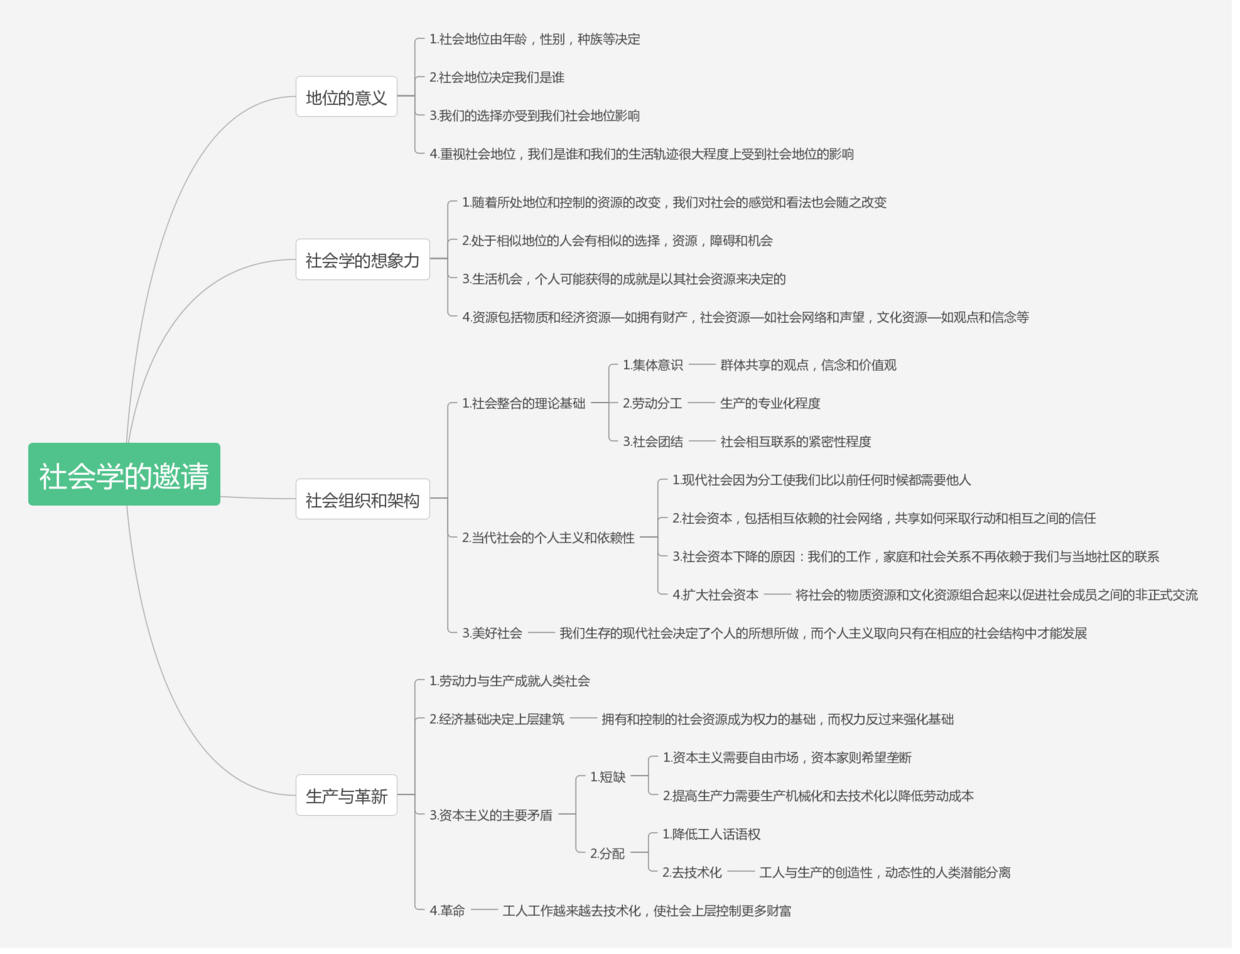 社会学的邀请
地位的意义
1.社会地位由年龄，性别，种族等决定
2.社会地位决定我们是谁
3.我们的选择亦受到我们社会地位影响
4.重视社会地位，我们是谁和我们的生活轨迹很大程度上受到社会地位的影响
社会学的想象力
1.随着所处地位和控制的资源的改变，我们对社会的感觉和看法也会随之改变
2.处于相似地位的人会有相似的选择，资源，障碍和机会
3.生活机会，个人可能获得的成就是以其社会资源来决定的
4.资源包括物质和经济资源—如拥有财产，社会资源—如社会网络和声望，文化资源—如观点和信念等
社会组织和架构
1.社会整合的理论基础
1.集体意识
群体共享的观点，信念和价值观
2.劳动分工
生产的专业化程度
3.社会团结
社会相互联系的紧密性程度
2.当代社会的个人主义和依赖性
1.现代社会因为分工使我们比以前任何时候都需要他人
2.社会资本，包括相互依赖的社会网络，共享如何采取行动和相互之间的信任
3.社会资本下降的原因：我们的工作，家庭和社会关系不再依赖于我们与当地社区的联系
4.扩大社会资本
将社会的物质资源和文化资源组合起来以促进社会成员之间的非正式交流
3.美好社会
我们生存的现代社会决定了个人的所想所做，而个人主义取向只有在相应的社会结构中才能发展
生产与革新
1.劳动力与生产成就人类社会
2.经济基础决定上层建筑
拥有和控制的社会资源成为权力的基础，而权力反过来强化基础
3.资本主义的主要矛盾
1.短缺
1.资本主义需要自由市场，资本家则希望垄断
2.提高生产力需要生产机械化和去技术化以降低劳动成本
2.分配
1.降低工人话语权
2.去技术化
工人与生产的创造性，动态性的人类潜能分离
4.革命
工人工作越来越去技术化，使社会上层控制更多财富